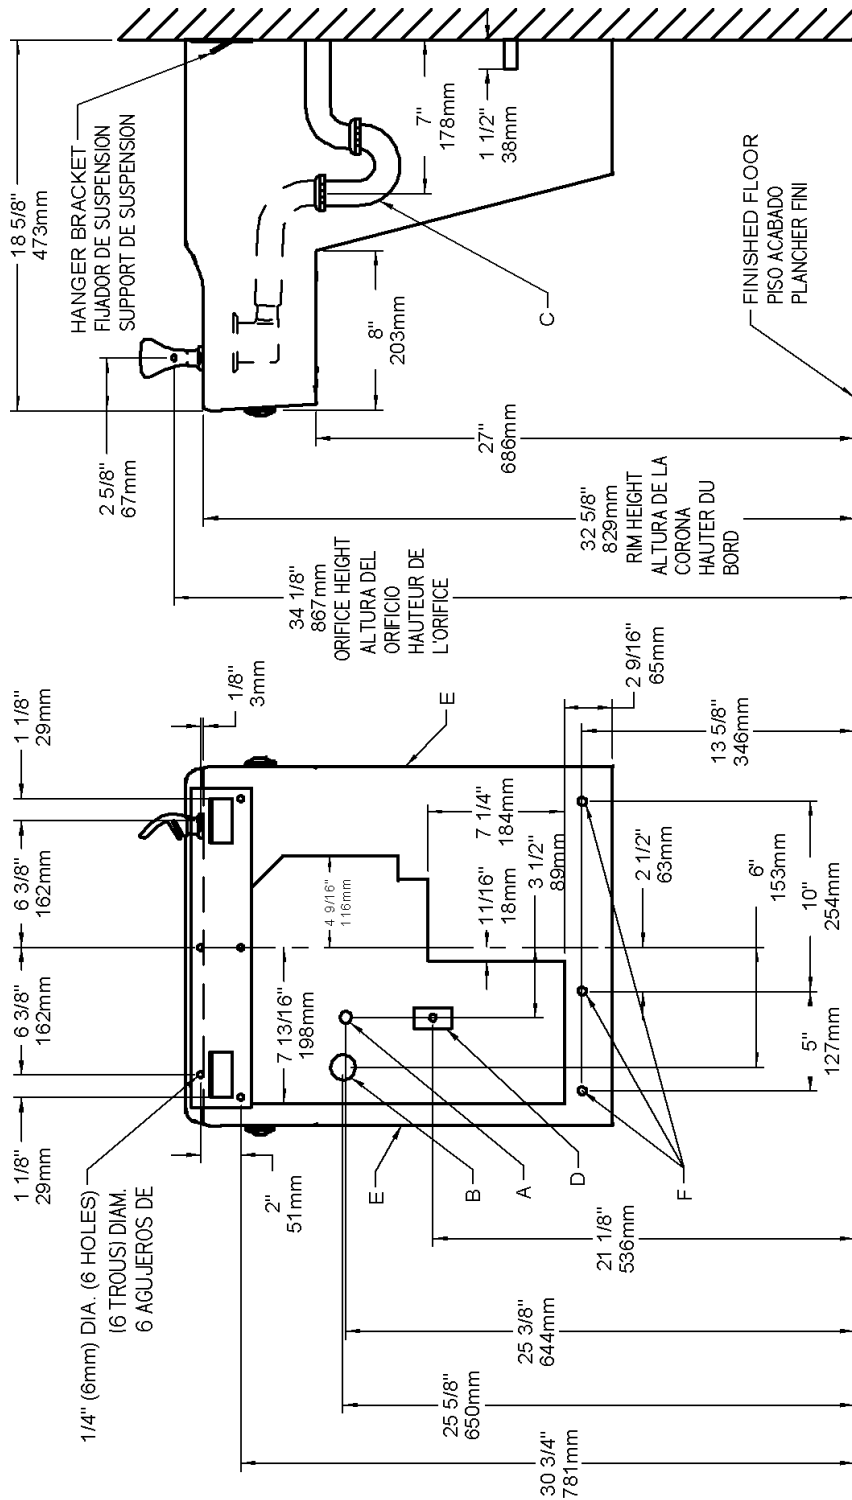 18 5/8"
473mm
HANGER BRACKET
FIJADOR DE SUSPENSION
SUPPORT DE SUSPENSION
7"
178mm
1 1/2"
38mm
C
8"
203mm
FINISHED FLOOR
PISO ACABADO
PLANCHER FINI
2 5/8"
67mm
27"
686mm
32 5/8"
829mm
RIM HEIGHT
ALTURA DE LA
CORONA
HAUTER DU
BORD
34 1/8"
867mm
ORIFICE HEIGHT
ALTURA DEL
ORIFICIO
HAUTEUR DE
L'ORIFICE
1 1/8"
29mm
1/8"
3mm
E
2 9/16"
65mm
13 5/8"
346mm
6 3/8"
162mm
4 9/16"
116mm
7 1/4"
184mm
11/16"
18mm
3 1/2"
89mm
2 1/2"
63mm
6"
153mm
10"
254mm
6 3/8"
162mm
7 13/16"
198mm
5"
127mm
1 1/8"
29mm
2"
51mm
E
B
A
D
F
1/4" (6mm) DIA. (6 HOLES)
(6 TROUS) DIAM.
6 AGUJEROS DE
21 1/8"
536mm
25 3/8"
644mm
25 5/8"
650mm
30 3/4"
781mm